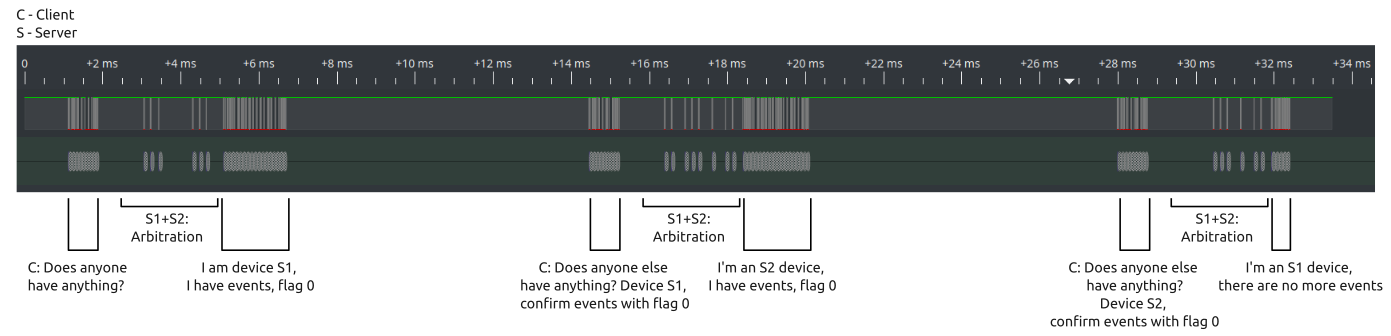 C - Client
S - Server
0 +2 ms +4 ms +6 ms +8 ms +10 ms +12 ms +14 ms +16 ms +18 ms +20 ms +22 ms +24 ms +26 ms +28 ms +30 ms +32 ms +34 ms
S1+S2:
Arbitration
S1+S2:
Arbitration
S1+S2:
Arbitration
C: Does anyone
have anything?
I am device S1,
I have events, flag 0
C: Does anyone else
have anything? Device S1,
confirm events with flag 0
I'm an S2 device,
I have events, flag 0
C: Does anyone else
have anything?
Device S2,
confirm events with flag 0
I'm an S1 device,
there are no more events